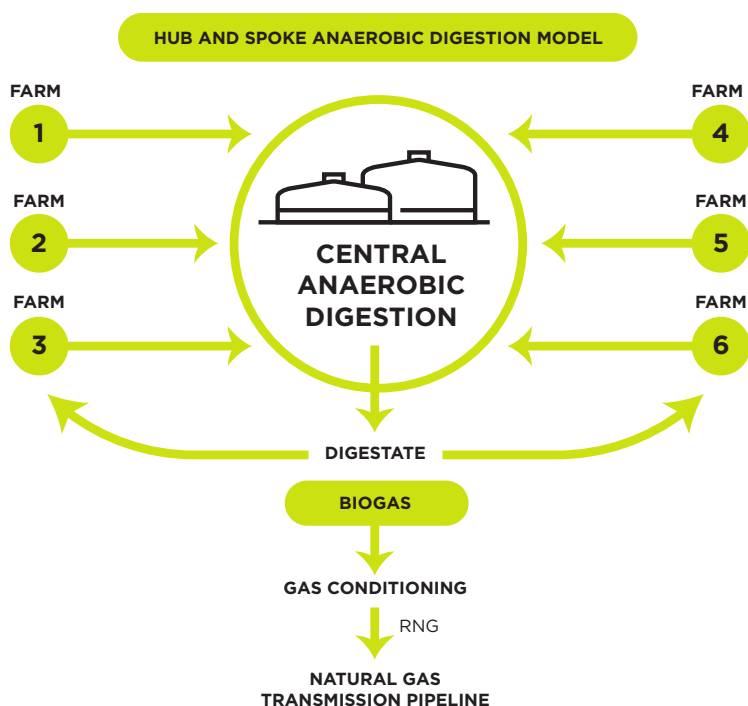 HUB AND SPOKE ANAEROBIC DIGESTION MODEL
FARM
1
FARM
2
FARM
3
FARM
4
FARM
5
FARM
6
CENTRAL
ANAEROBIC
DIGESTION
DIGESTATE
BIOGAS
GAS CONDITIONING
RNG
NATURAL GAS
TRANSMISSION PIPELINE